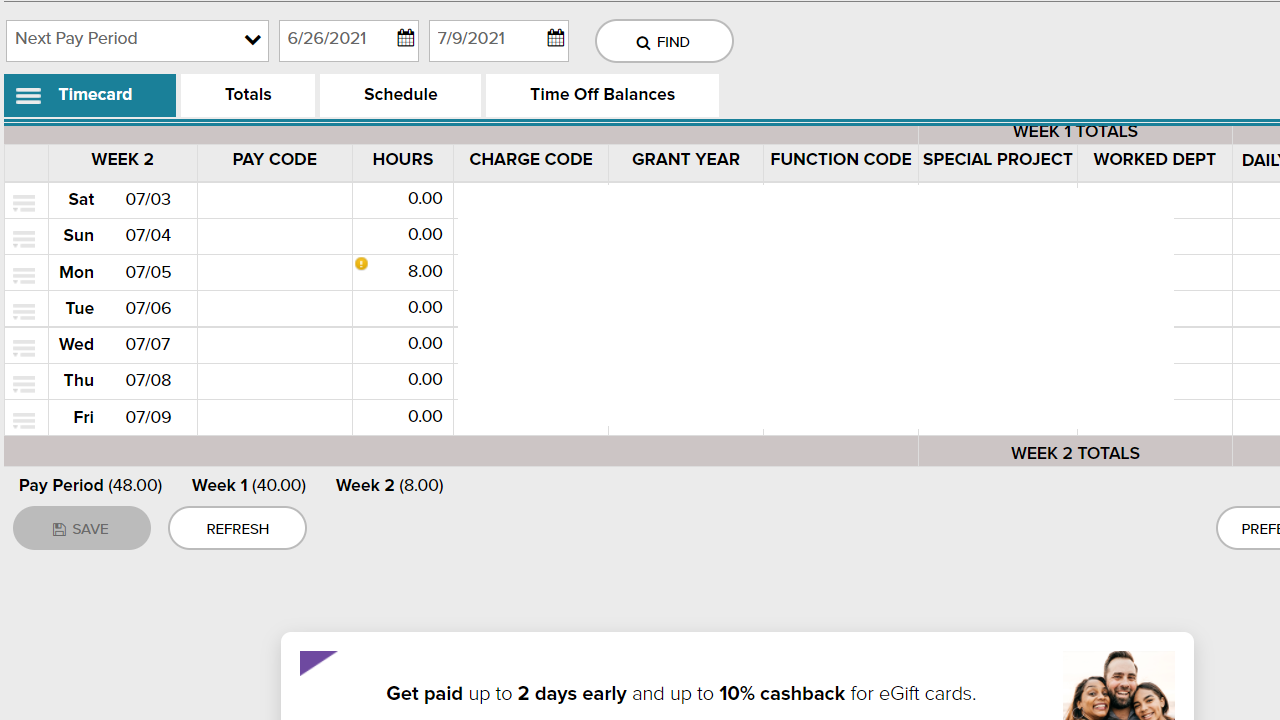 Next Pay Period 6/26/2021 7/9/2021 FIND
Timecard Totals Schedule Time Off Balances
WEEK 1 TOTALS
WEEK 2 PAY CODE HOURS CHARGE CODE GRANT YEAR FUNCTION CODE SPECIAL PROJECT WORKED DEPT DAILY
Sat 07/03 0.00
Sun 07/04 0.00
Mon 07/05 8.00
Tue 07/06 0.00
Wed 07/07 0.00
Thu 07/08 0.00
Fri 07/09 0.00
WEEK 2 TOTALS
Pay Period (48.00) Week 1 (40.00) Week 2 (8.00)
SAVE REFRESH PREFE
Get paid up to 2 days early and up to 10% cashback for eGift cards.